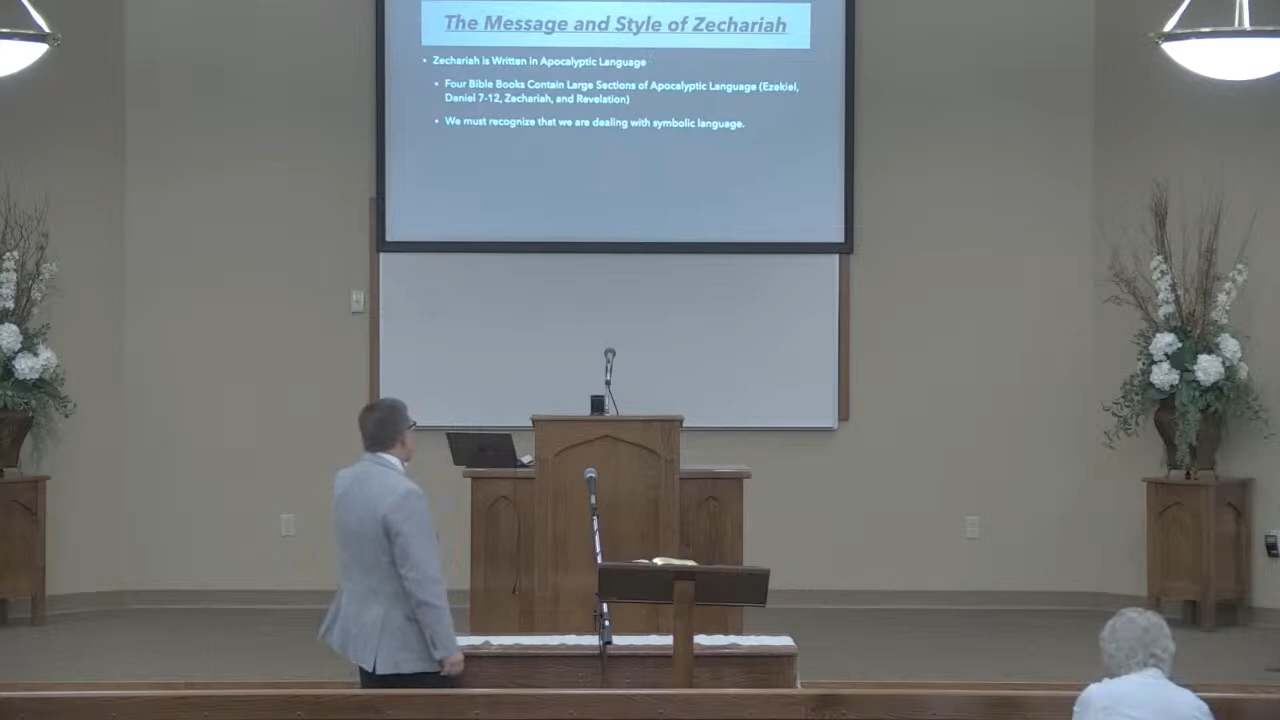 The Message and Style of Zechariah
• Zechariah is Written in Apocalyptic Language
• Four Bible Books Contain Large Sections of Apocalyptic Language (Ezekiel,
Daniel 7-12, Zechariah, and Revelation)
• We must recognize that we are dealing with symbolic language.